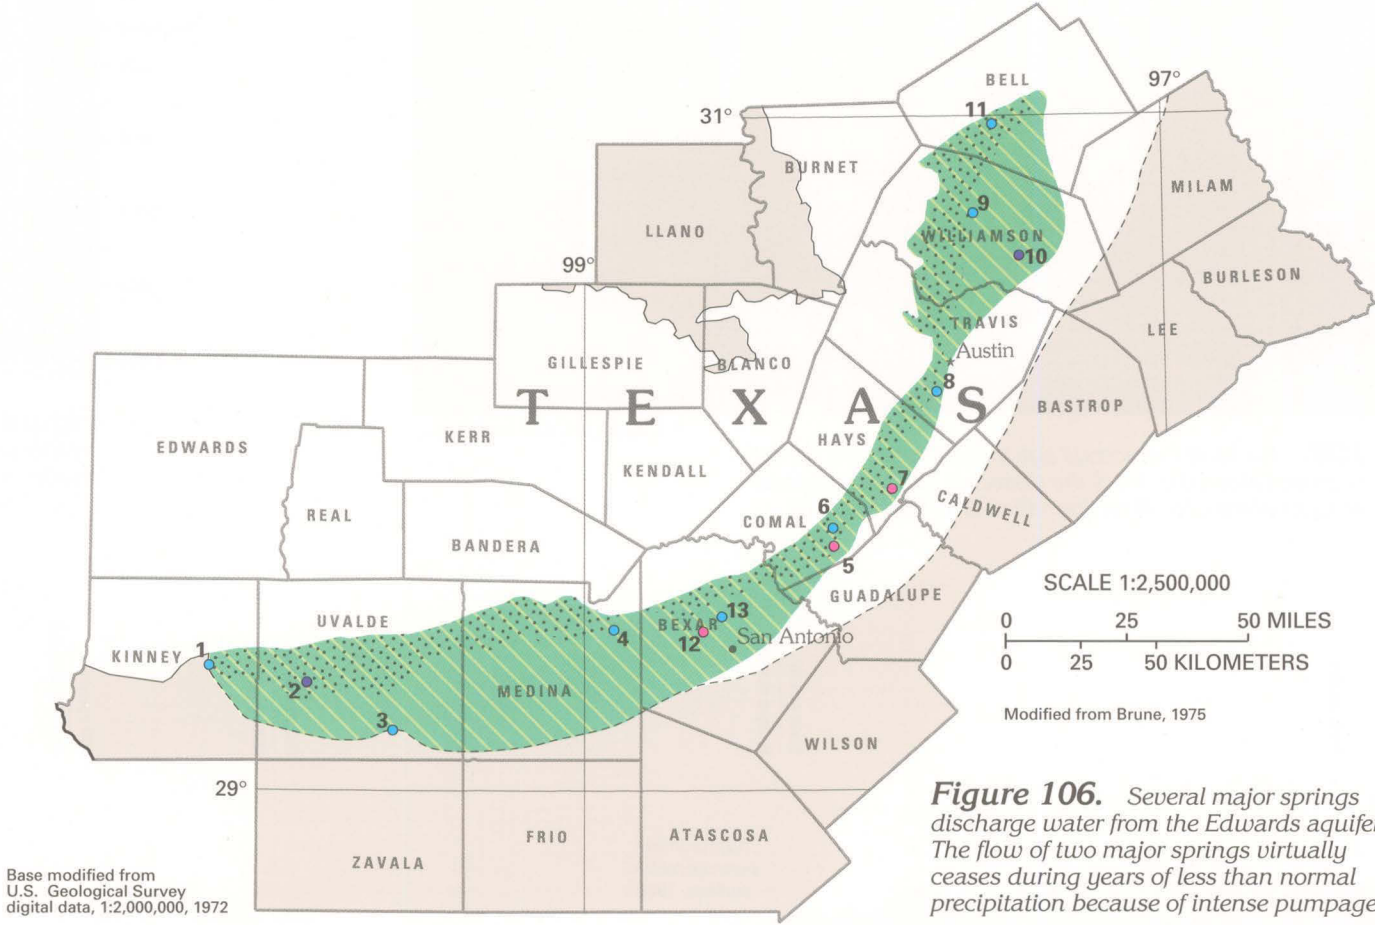 BELL
97°
11
31°
BURNET
MILAM
9
LLANO
WILLIAMSON
10
99°
BURLESON
TRAVIS
LEE
Austin
GILLESPIE
BLANCO
8
TEXAS
BASTROP
HAYS
KERR
EDWARDS
KENDALL
7
CALDWELL
6
REAL
COMAL
BANDERA
5
SCALE 1:2,500,000
GUADALUPE
0 25 50 MILES
13
UVALDE
BEXAR
4
12
San Antonio
1
KINNEY
0 25 50 KILOMETERS
2
MEDINA
3
Modified from Brune, 1975
WILSON
29°
Figure 106. Several major springs
discharge water from the Edwards aquifer
The flow of two major springs virtually
ceases during years of less than normal
precipitation because of intense pumpage
FRIO
ATASCOSA
ZAVALA
Base modified from
U.S. Geological Survey
digital data, 1:2,000,000, 1972